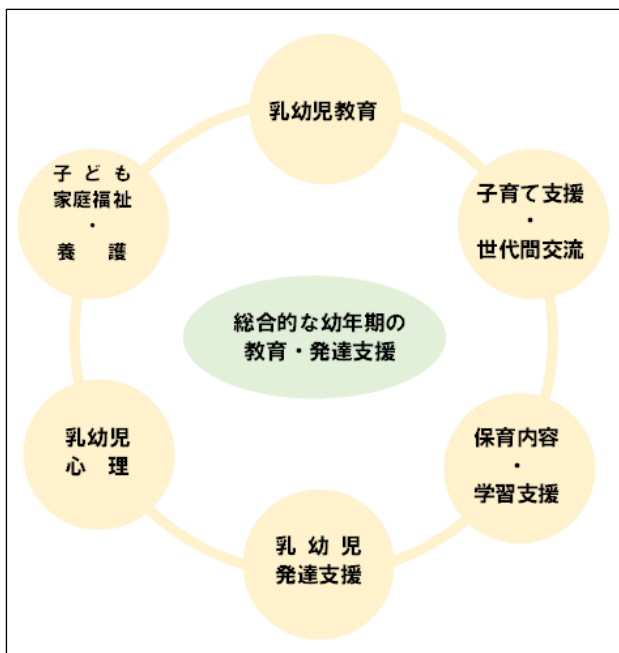 乳幼児教育
子育て支援
・
世代間交流
保育内容
・
学習支援
乳幼児
発達支援
乳幼児
心理
子ども
家庭福祉
・
養護
総合的な幼年期の
教育・発達支援